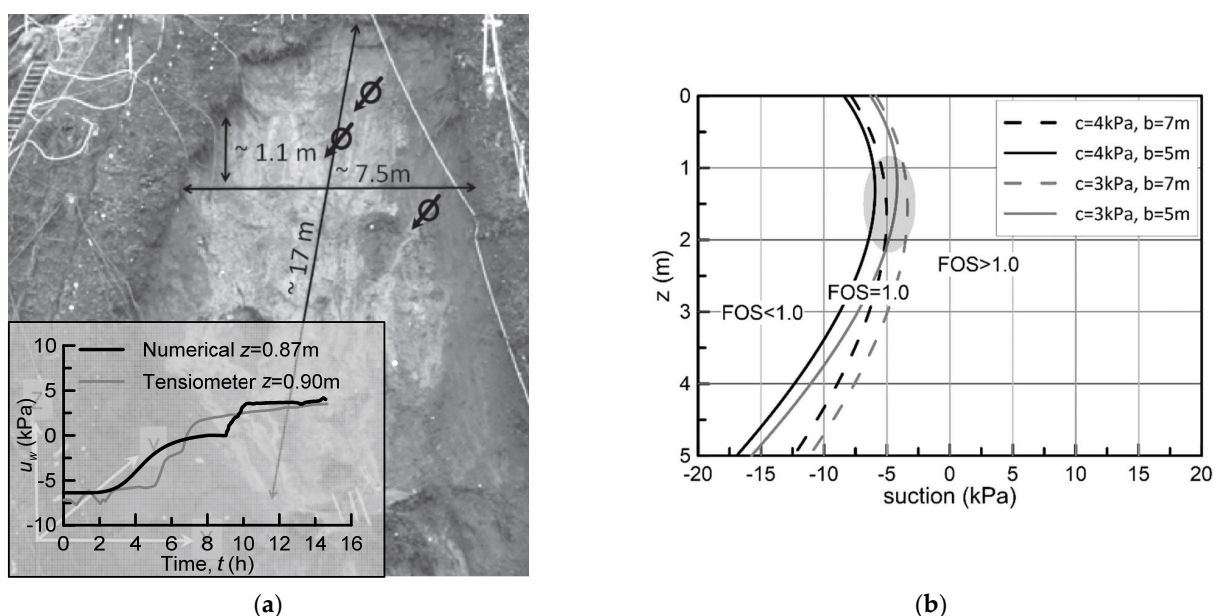 ~ 1.1 m
~ 7.5m
~ 17 m
Numerical z=0.87m
Tensiometer z=0.90m
10
5
0
-5
-10
u_w (kPa)
0 2 4 6 8 10 12 14 16
Time, t (h)
(a)
0
1
2
3
4
5
z (m)
c=4kPa, b=7m
c=4kPa, b=5m
c=3kPa, b=7m
c=3kPa, b=5m
FOS>1.0
FOS=1.0
FOS<1.0
-20 -15 -10 -5 0 5 10 15 20
suction (kPa)
(b)